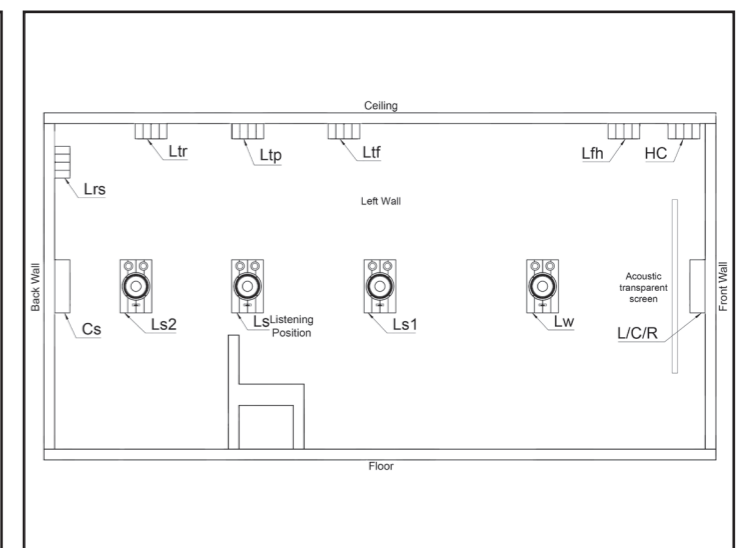 Ceiling
Ltr
Ltp
Ltf
Lfh
HC
Lrs
Left Wall
Back Wall
Acoustic
transparent
screen
Front Wall
Cs
Ls2
Ls
Listening
Position
Ls1
Lw
L/C/R
Floor